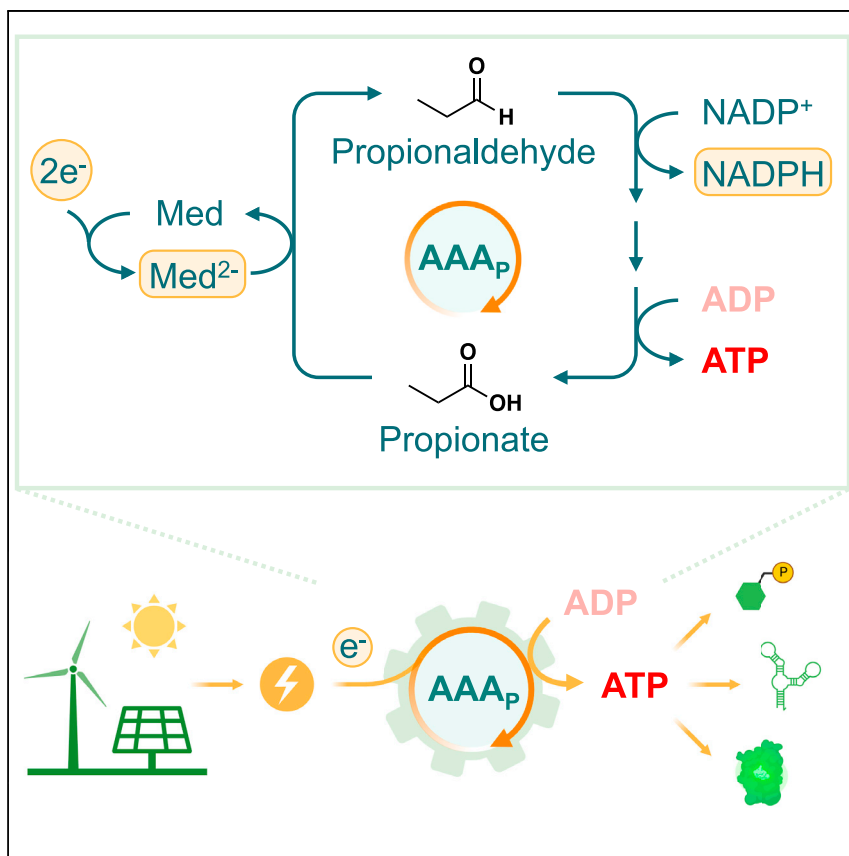 O
H
Propionaldehyde
NADP⁺
NADPH
2e⁻
Med
Med²⁻
AAAₚ
ADP
ATP
O
OH
Propionate
ADP
P
e⁻
AAAₚ
ATP